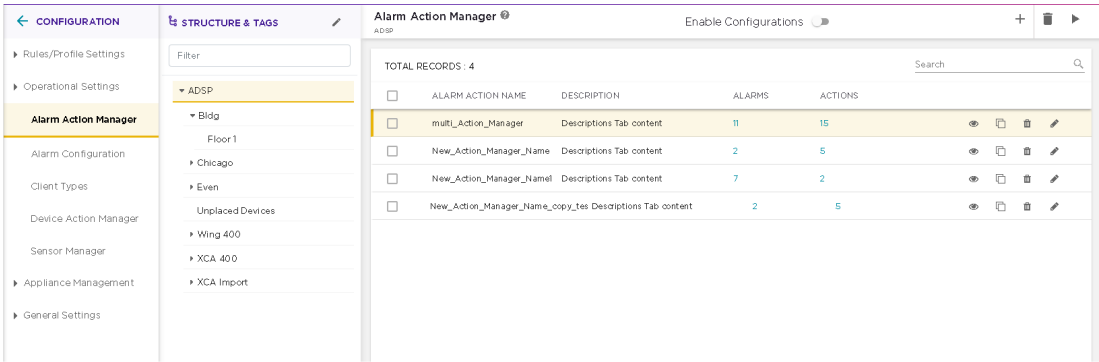 CONFIGURATION
Rules/Profile Settings
Operational Settings
Alarm Action Manager
Alarm Configuration
Client Types
Device Action Manager
Sensor Manager
Appliance Management
General Settings
STRUCTURE & TAGS
Filter
ADSP
Bldg
Floor 1
Chicago
Even
Unplaced Devices
Wing 400
XCA 400
XCA Import
Alarm Action Manager
ADSP
Enable Configurations
TOTAL RECORDS : 4
Search
ALARM ACTION NAME DESCRIPTION ALARMS ACTIONS
multi_Action_Manager Descriptions Tab content 11 15
New_Action_Manager_Name Descriptions Tab content 2 5
New_Action_Manager_Name1 Descriptions Tab content 7 2
New_Action_Manager_Name_copy_tes Descriptions Tab content 2 5